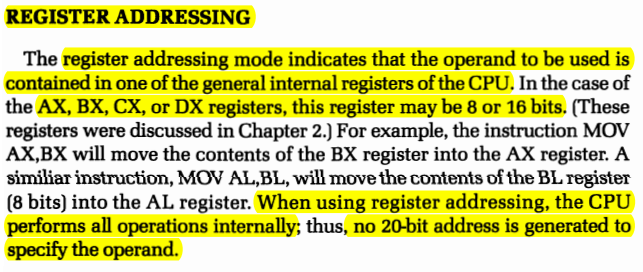 REGISTER ADDRESSING
The register addressing mode indicates that the operand to be used is
contained in one of the general internal registers of the CPU. In the case of
the AX, BX, CX, or DX registers, this register may be 8 or 16 bits. (These
registers were discussed in Chapter 2.) For example, the instruction MOV
AX,BX will move the contents of the BX register into the AX register. A
similiar instruction, MOV AL,BL, will move the contents of the BL register
(8 bits) into the AL register. When using register addressing, the CPU
performs all operations internally; thus, no 20-bit address is generated to
specify the operand.